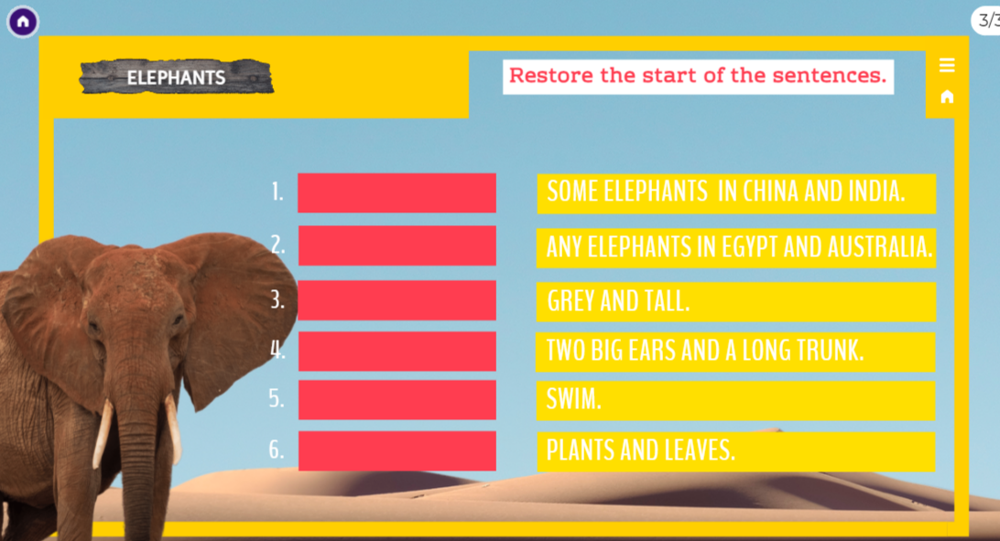 3/3
ELEPHANTS
Restore the start of the sentences.
1. SOME ELEPHANTS IN CHINA AND INDIA.
2. ANY ELEPHANTS IN EGYPT AND AUSTRALIA.
3. GREY AND TALL.
4. TWO BIG EARS AND A LONG TRUNK.
5. SWIM.
6. PLANTS AND LEAVES.